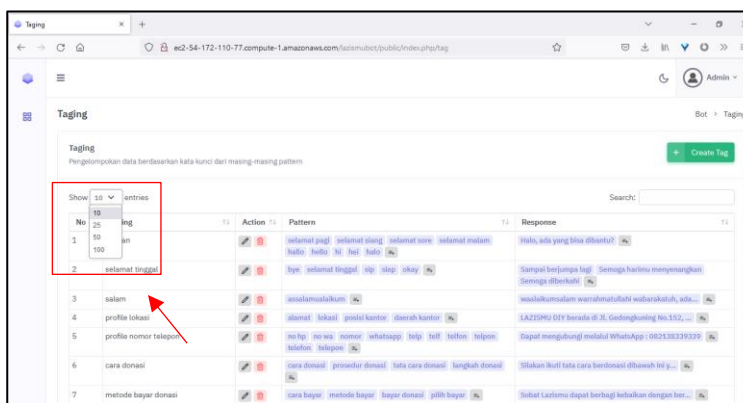 Taging
ec2-54-172-110-77.compute-1.amazonaws.com/lazismubot/public/index.php/tag
Admin
Taging
Bot > Taging
Taging
Pengelompokan data berdasarkan kata kunci dari masing-masing pattern
+ Create Tag
Show 10 entries
Search:
10
25
50
100
No ing Action Pattern Response
1 an selamat pagi selamat siang selamat sore selamat malam Halo, ada yang bisa dibantu?
hallo hello hi hei halo
2 selamat tinggal bye selamat tinggal sip siap okay Sampai berjumpa lagi Semoga harimu menyenangkan
Semoga diberkahi
3 salam assalamualaikum waalaikumsalam warrahmatullahi wabarakatuh, ada...
4 profile lokasi alamat lokasi posisi kantor daerah kantor LAZISMU DIY berada di Jl. Gedongkuning No.152, ...
5 profile nomor telepon no hp no wa nomor whatsapp telp telf telfon telpon Dapat mengubungi melalui WhatsApp : 082138339339
telefon telepon
6 cara donasi cara donasi prosedur donasi tata cara donasi langkah donasi Silakan ikuti tata cara berdonasi dibawah ini y...
7 metode bayar donasi cara bayar metode bayar bayar donasi pilih bayar Sobat Lazismu dapat berbagi kebaikan dengan ber...